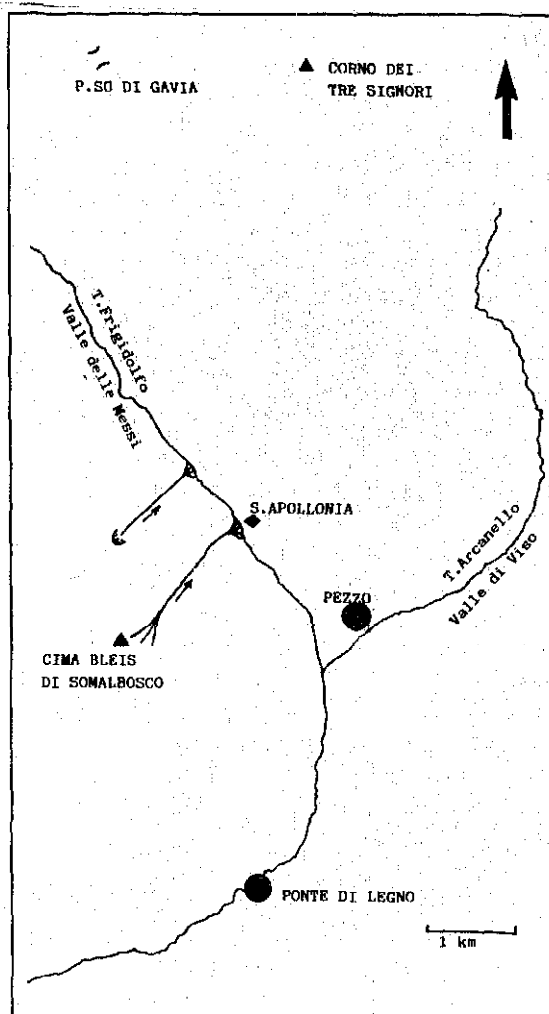 CORNO DEI
TRE SIGNORI
P.SO DI GAVIA
T.Frigidolfo
Valle delle Messi
S.APOLLONIA
T.Arcanello
Valle di Viso
PEZZO
CIMA BLEIS
DI SOMALBOSCO
PONTE DI LEGNO
1 km